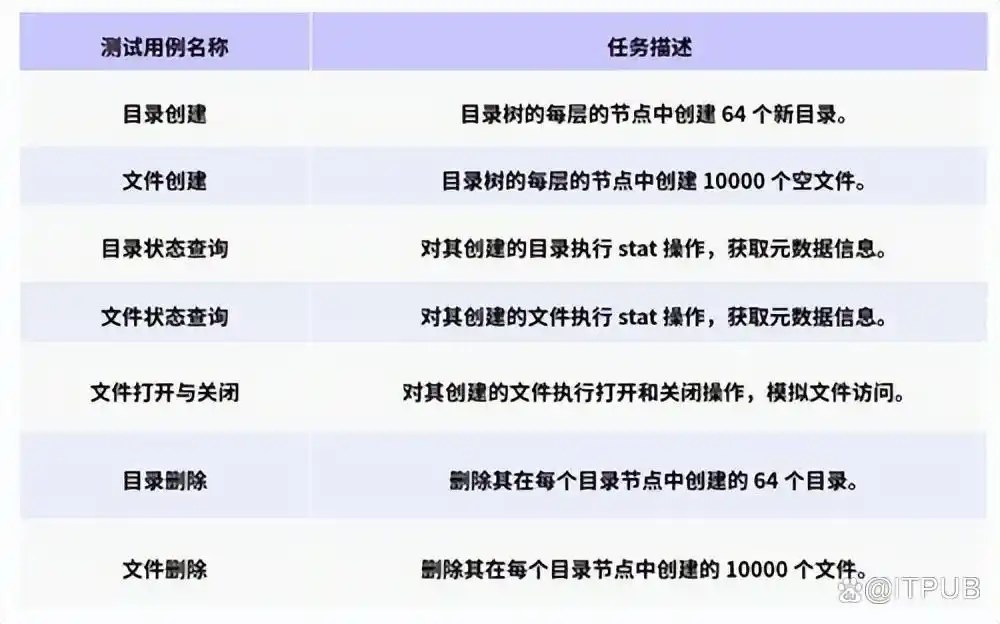 测试用例名称 任务描述
目录创建 目录树的每层的节点中创建 64 个新目录。
文件创建 目录树的每层的节点中创建 10000 个空文件。
目录状态查询 对其创建的目录执行 stat 操作，获取元数据信息。
文件状态查询 对其创建的文件执行 stat 操作，获取元数据信息。
文件打开与关闭 对其创建的文件执行打开和关闭操作，模拟文件访问。
目录删除 删除其在每个目录节点中创建的 64 个目录。
文件删除 删除其在每个目录节点中创建的 10000 个文件。
@ITPUB